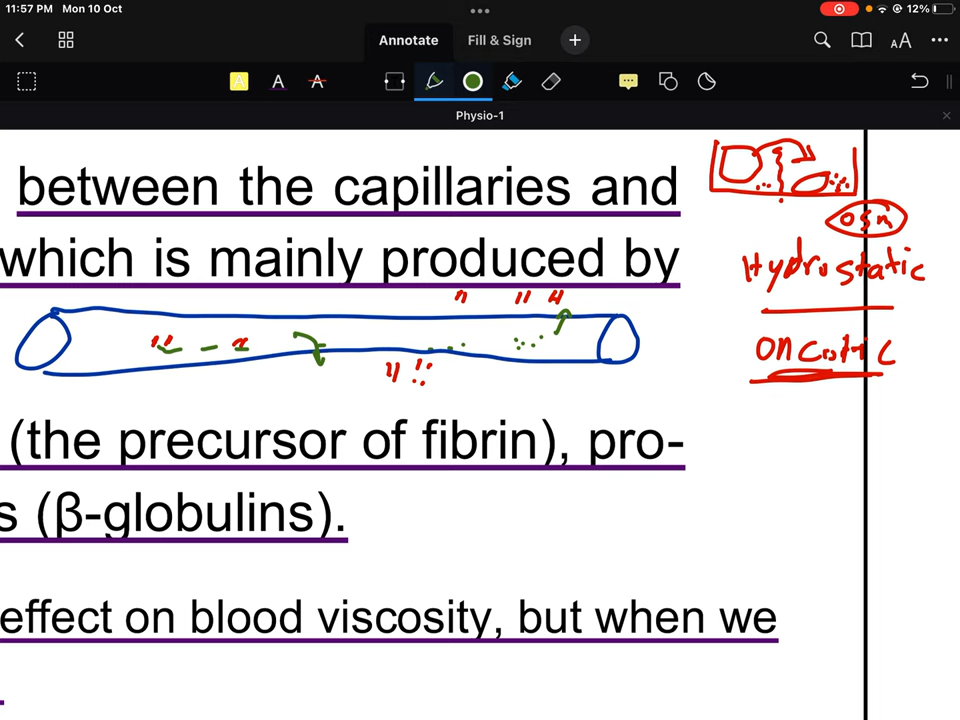 11:57 PM Mon 10 Oct
12%
Annotate
Fill & Sign
A
A
A
AA
Physio-1
between the capillaries and
which is mainly produced by
osm
Hydrostatic
oncotic
(the precursor of fibrin), pro-
s (β-globulins).
effect on blood viscosity, but when we